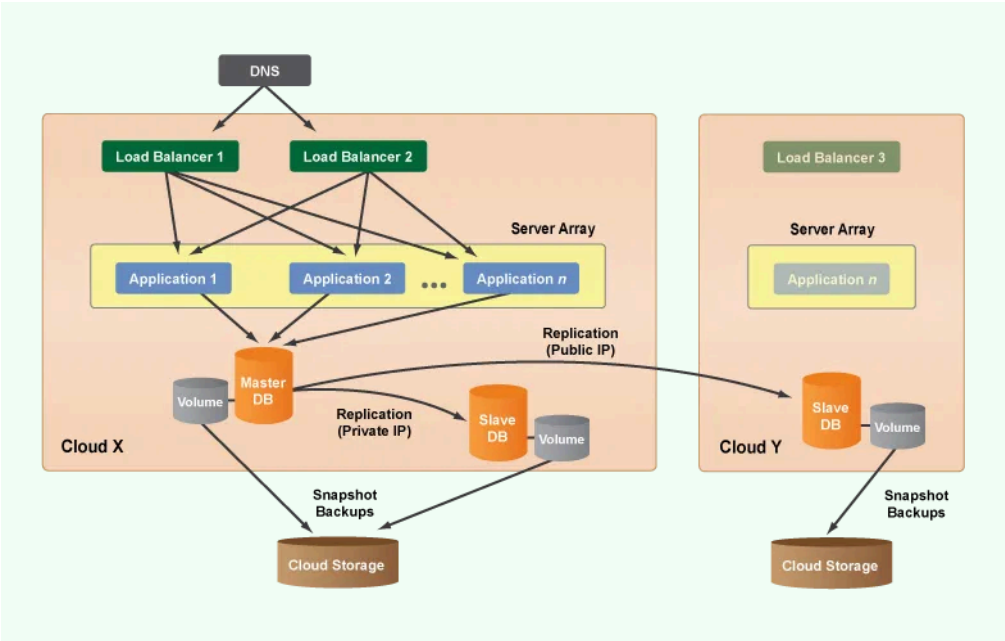 DNS
Load Balancer 1
Load Balancer 2
Load Balancer 3
Server Array
Server Array
Application 1
Application 2
...
Application n
Application n
Replication
(Public IP)
Master
DB
Volume
Replication
(Private IP)
Slave
DB
Volume
Slave
DB
Volume
Cloud X
Cloud Y
Snapshot
Backups
Snapshot
Backups
Cloud Storage
Cloud Storage